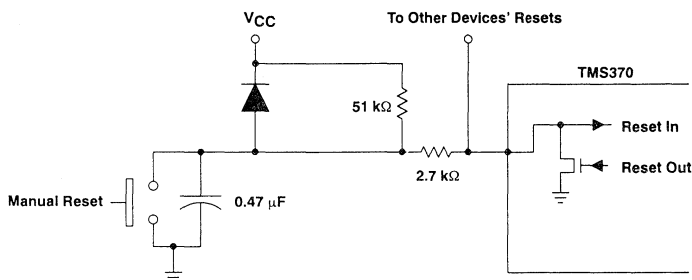 VCC
To Other Devices' Resets
TMS370
51 kΩ
Reset In
2.7 kΩ
Reset Out
Manual Reset
0.47 µF